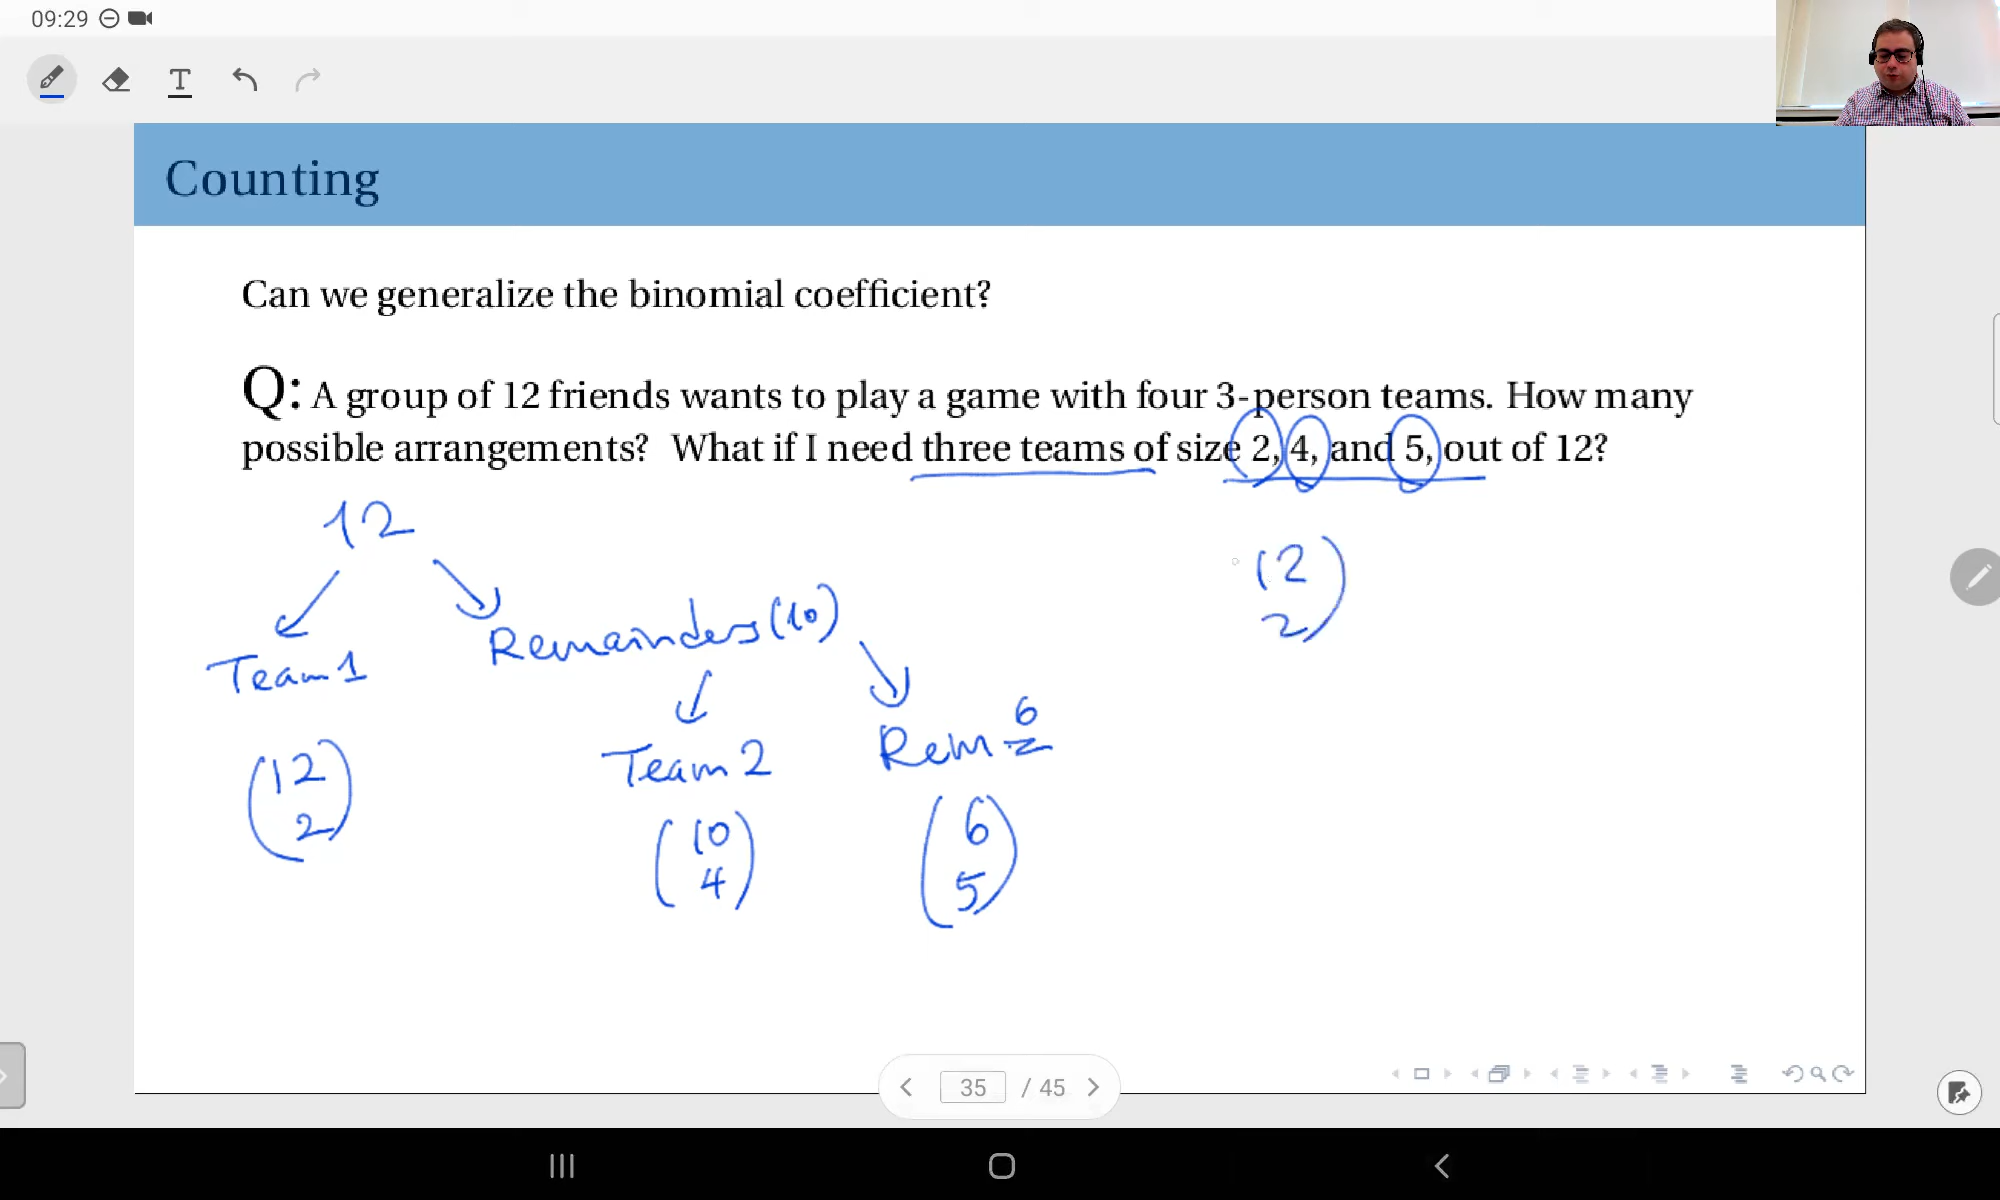 09:29
T
Counting
Can we generalize the binomial coefficient?
Q: A group of 12 friends wants to play a game with four 3-person teams. How many
possible arrangements? What if I need three teams of size 2, 4, and 5, out of 12?
12
(12
2)
Remainders (10)
Team 1
6
Rem =
Team 2
(12
2)
(10
4)
(6
5)
35 / 45